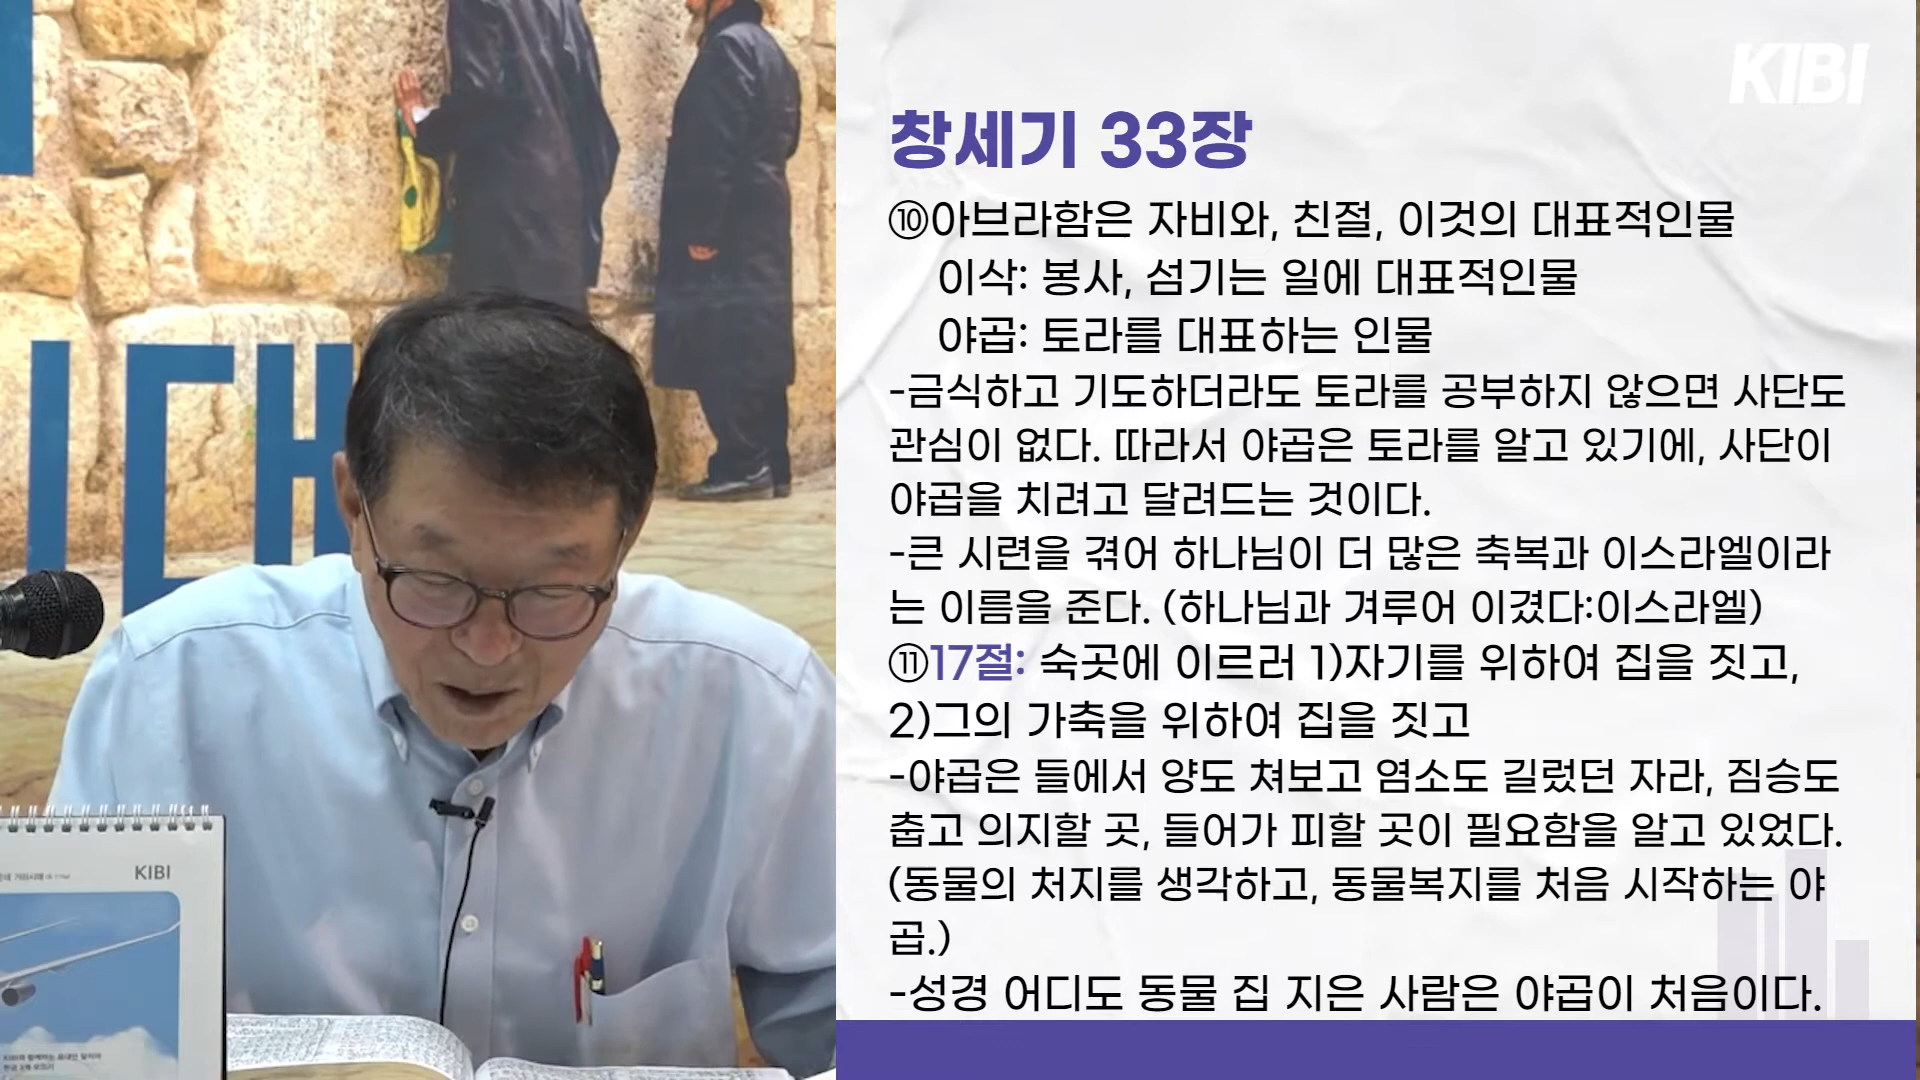 KIBI
창세기 33장
⑩아브라함은 자비와, 친절, 이것의 대표적인물
이삭: 봉사, 섬기는 일에 대표적인물
야곱: 토라를 대표하는 인물
-금식하고 기도하더라도 토라를 공부하지 않으면 사단도
관심이 없다. 따라서 야곱은 토라를 알고 있기에, 사단이
야곱을 치려고 달려드는 것이다.
-큰 시련을 겪어 하나님이 더 많은 축복과 이스라엘이라
는 이름을 준다. (하나님과 겨루어 이겼다:이스라엘)
⑪17절: 숙곳에 이르러 1)자기를 위하여 집을 짓고,
2)그의 가축을 위하여 집을 짓고
-야곱은 들에서 양도 쳐보고 염소도 길렀던 자라, 짐승도
춥고 의지할 곳, 들어가 피할 곳이 필요함을 알고 있었다.
(동물의 처지를 생각하고, 동물복지를 처음 시작하는 야
곱.)
-성경 어디도 동물 집 지은 사람은 야곱이 처음이다.
대
KIBI